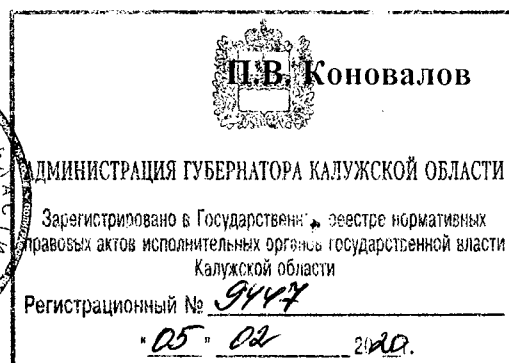 П.В. Коновалов
АДМИНИСТРАЦИЯ ГУБЕРНАТОРА КАЛУЖСКОЙ ОБЛАСТИ
Зарегистрировано в Государственном реестре нормативных
правовых актов исполнительных органов государственной власти
Калужской области
Регистрационный № 9447
"05" 02 2020.